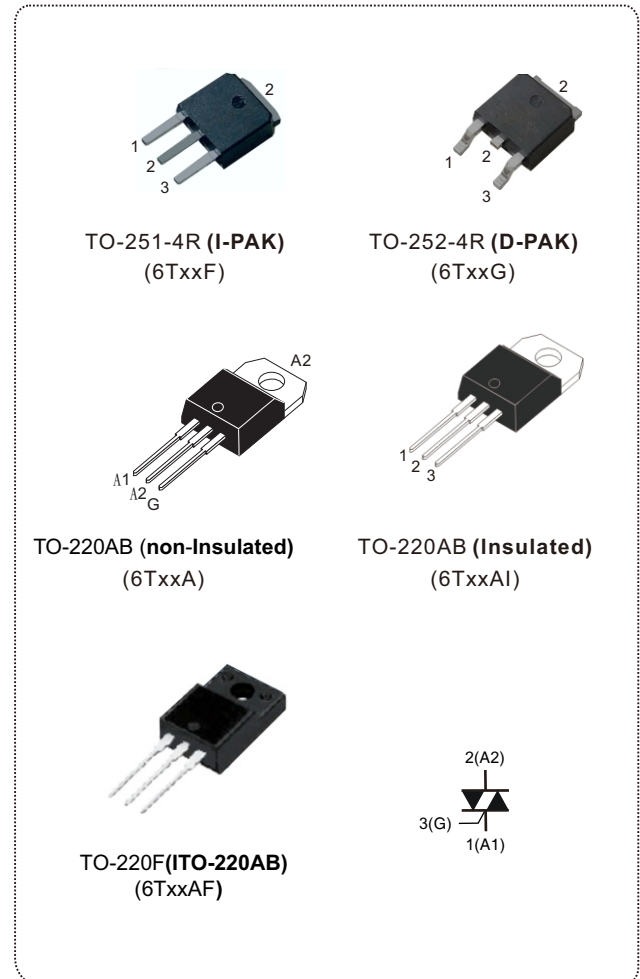 2
1
2
3
TO-251-4R (I-PAK)
(6TxxF)
2
1
2
3
TO-252-4R (D-PAK)
(6TxxG)
A2
A1
A2
G
TO-220AB (non-Insulated)
(6TxxA)
1
2
3
TO-220AB (Insulated)
(6TxxAI)
TO-220F(ITO-220AB)
(6TxxAF)
2(A2)
3(G)
1(A1)